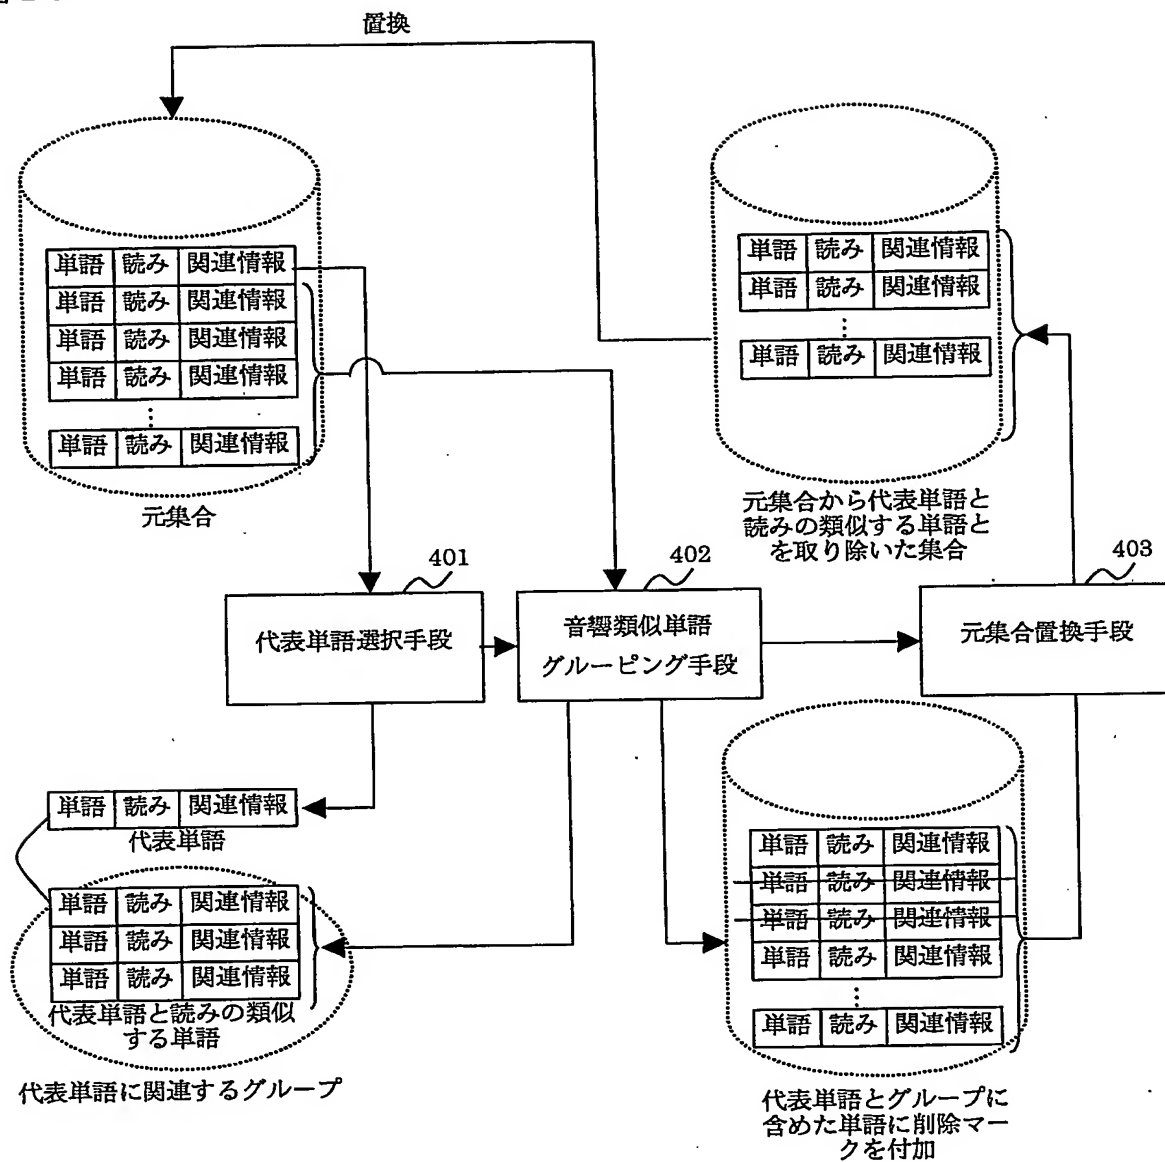 置換
単語 読み 関連情報
単語 読み 関連情報
単語 読み 関連情報
単語 読み 関連情報
単語 読み 関連情報
元集合
単語 読み 関連情報
単語 読み 関連情報
単語 読み 関連情報
元集合から代表単語と
読みの類似する単語と
を取り除いた集合
401
代表単語選択手段
402
音響類似単語
グルーピング手段
403
元集合置換手段
単語 読み 関連情報
代表単語
単語 読み 関連情報
単語 読み 関連情報
単語 読み 関連情報
代表単語と読みの類似
する単語
代表単語に関連するグループ
単語 読み 関連情報
単語 読み 関連情報
単語 読み 関連情報
単語 読み 関連情報
単語 読み 関連情報
代表単語とグループに
含めた単語に削除マー
クを付加